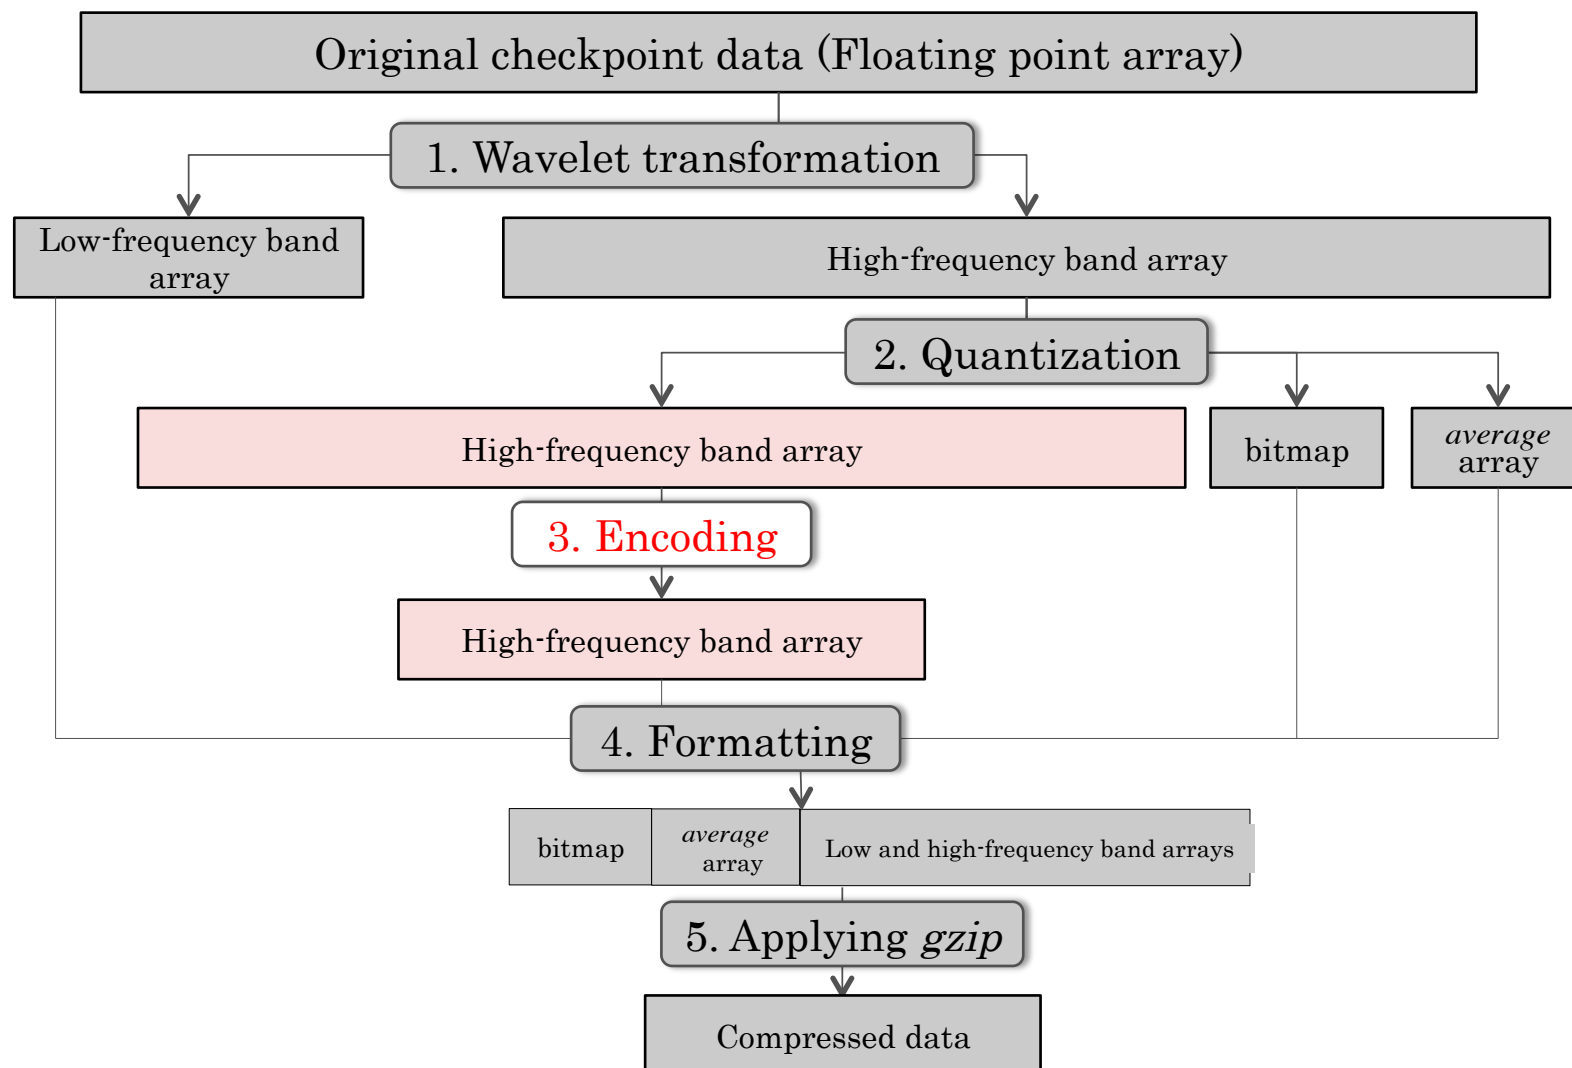 Original checkpoint data (Floating point array)
1. Wavelet transformation
Low-frequency band
array
High-frequency band array
2. Quantization
High-frequency band array
bitmap
average
array
3. Encoding
High-frequency band array
4. Formatting
bitmap
average
array
Low and high-frequency band arrays
5. Applying gzip
Compressed data